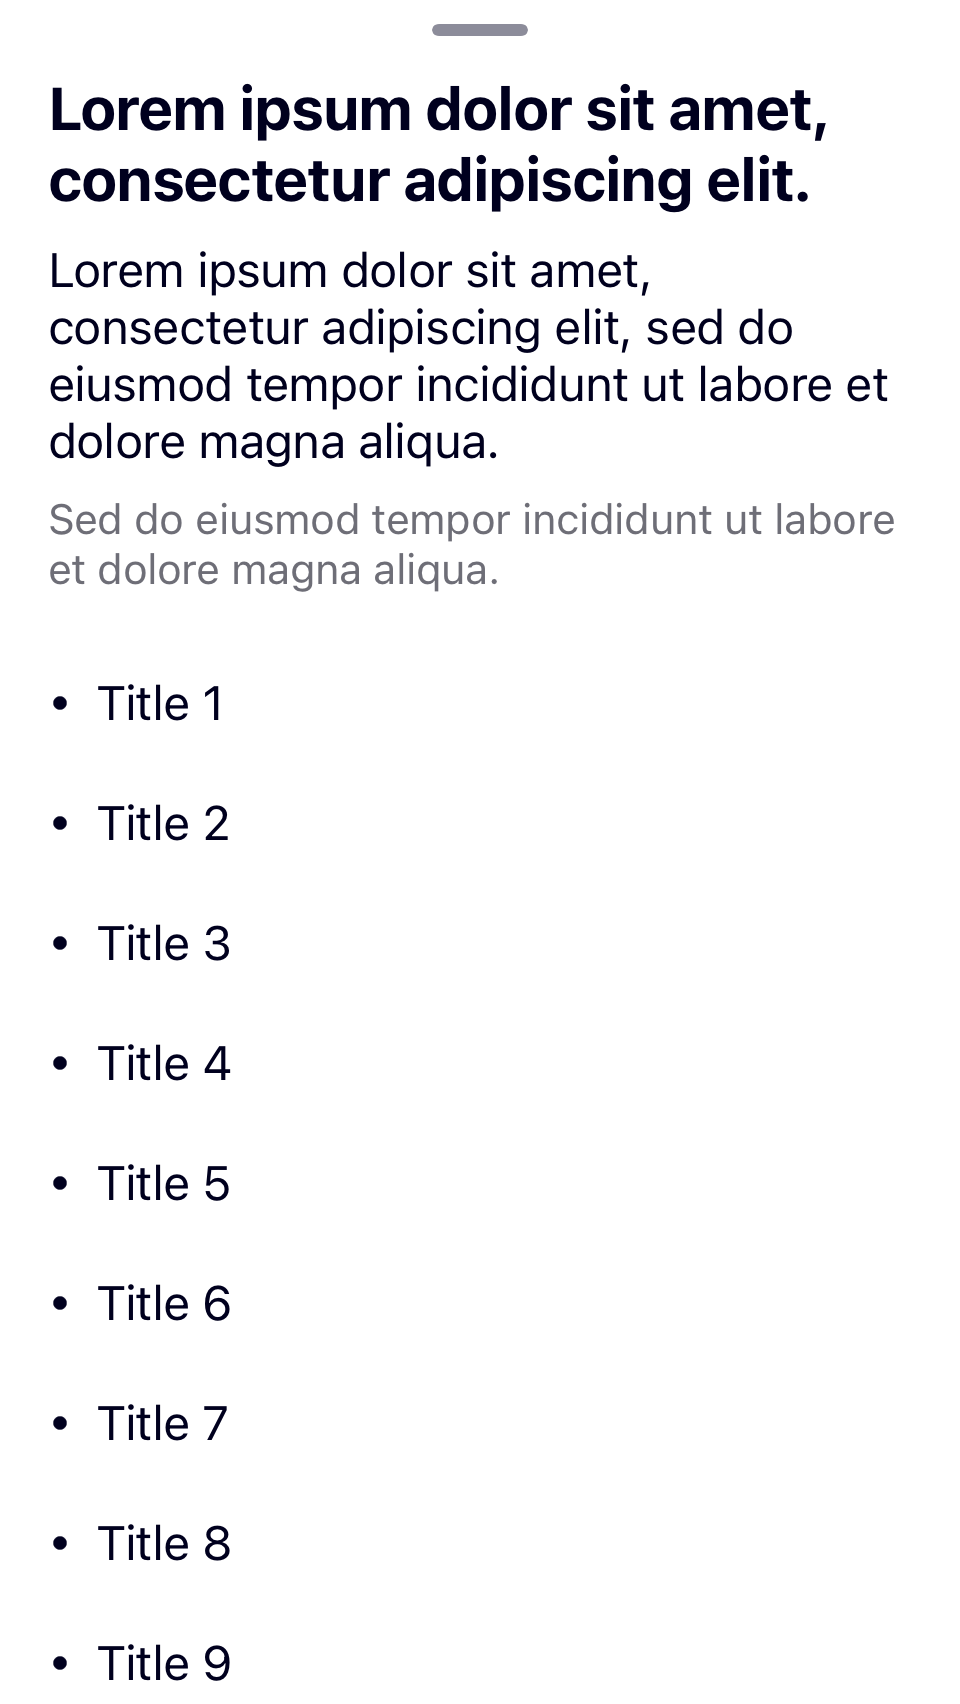 Lorem ipsum dolor sit amet,
consectetur adipiscing elit.
Lorem ipsum dolor sit amet,
consectetur adipiscing elit, sed do
eiusmod tempor incididunt ut labore et
dolore magna aliqua.
Sed do eiusmod tempor incididunt ut labore
et dolore magna aliqua.
• Title 1
• Title 2
• Title 3
• Title 4
• Title 5
• Title 6
• Title 7
• Title 8
• Title 9